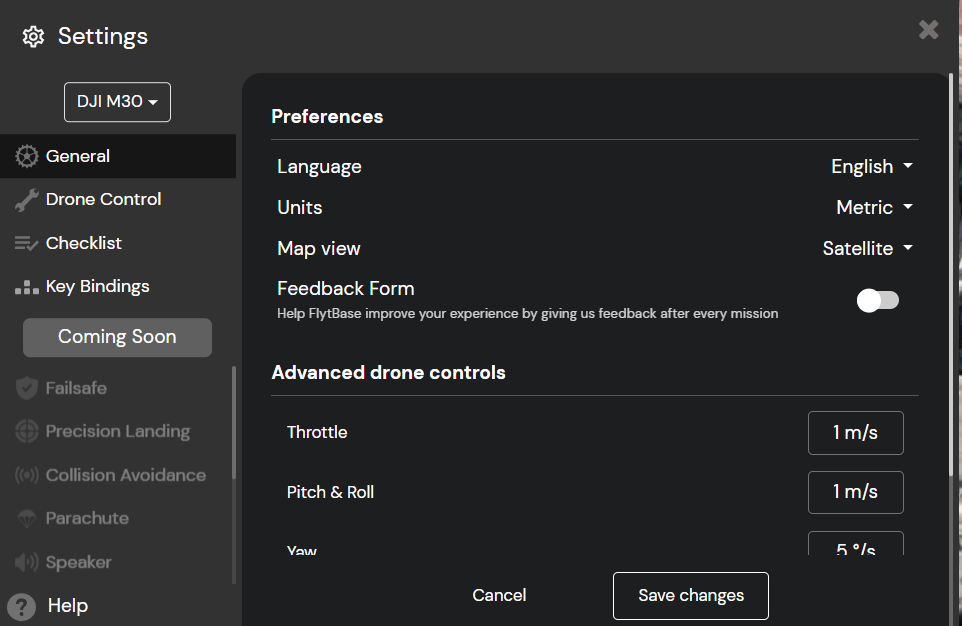 Settings
DJI M30
General
Drone Control
Checklist
Key Bindings
Coming Soon
Failsafe
Precision Landing
Collision Avoidance
Parachute
Speaker
? Help
Preferences
Language English
Units Metric
Map view Satellite
Feedback Form
Help FlytBase improve your experience by giving us feedback after every mission
Advanced drone controls
Throttle 1 m/s
Pitch & Roll 1 m/s
Yaw 5 °/s
Cancel Save changes